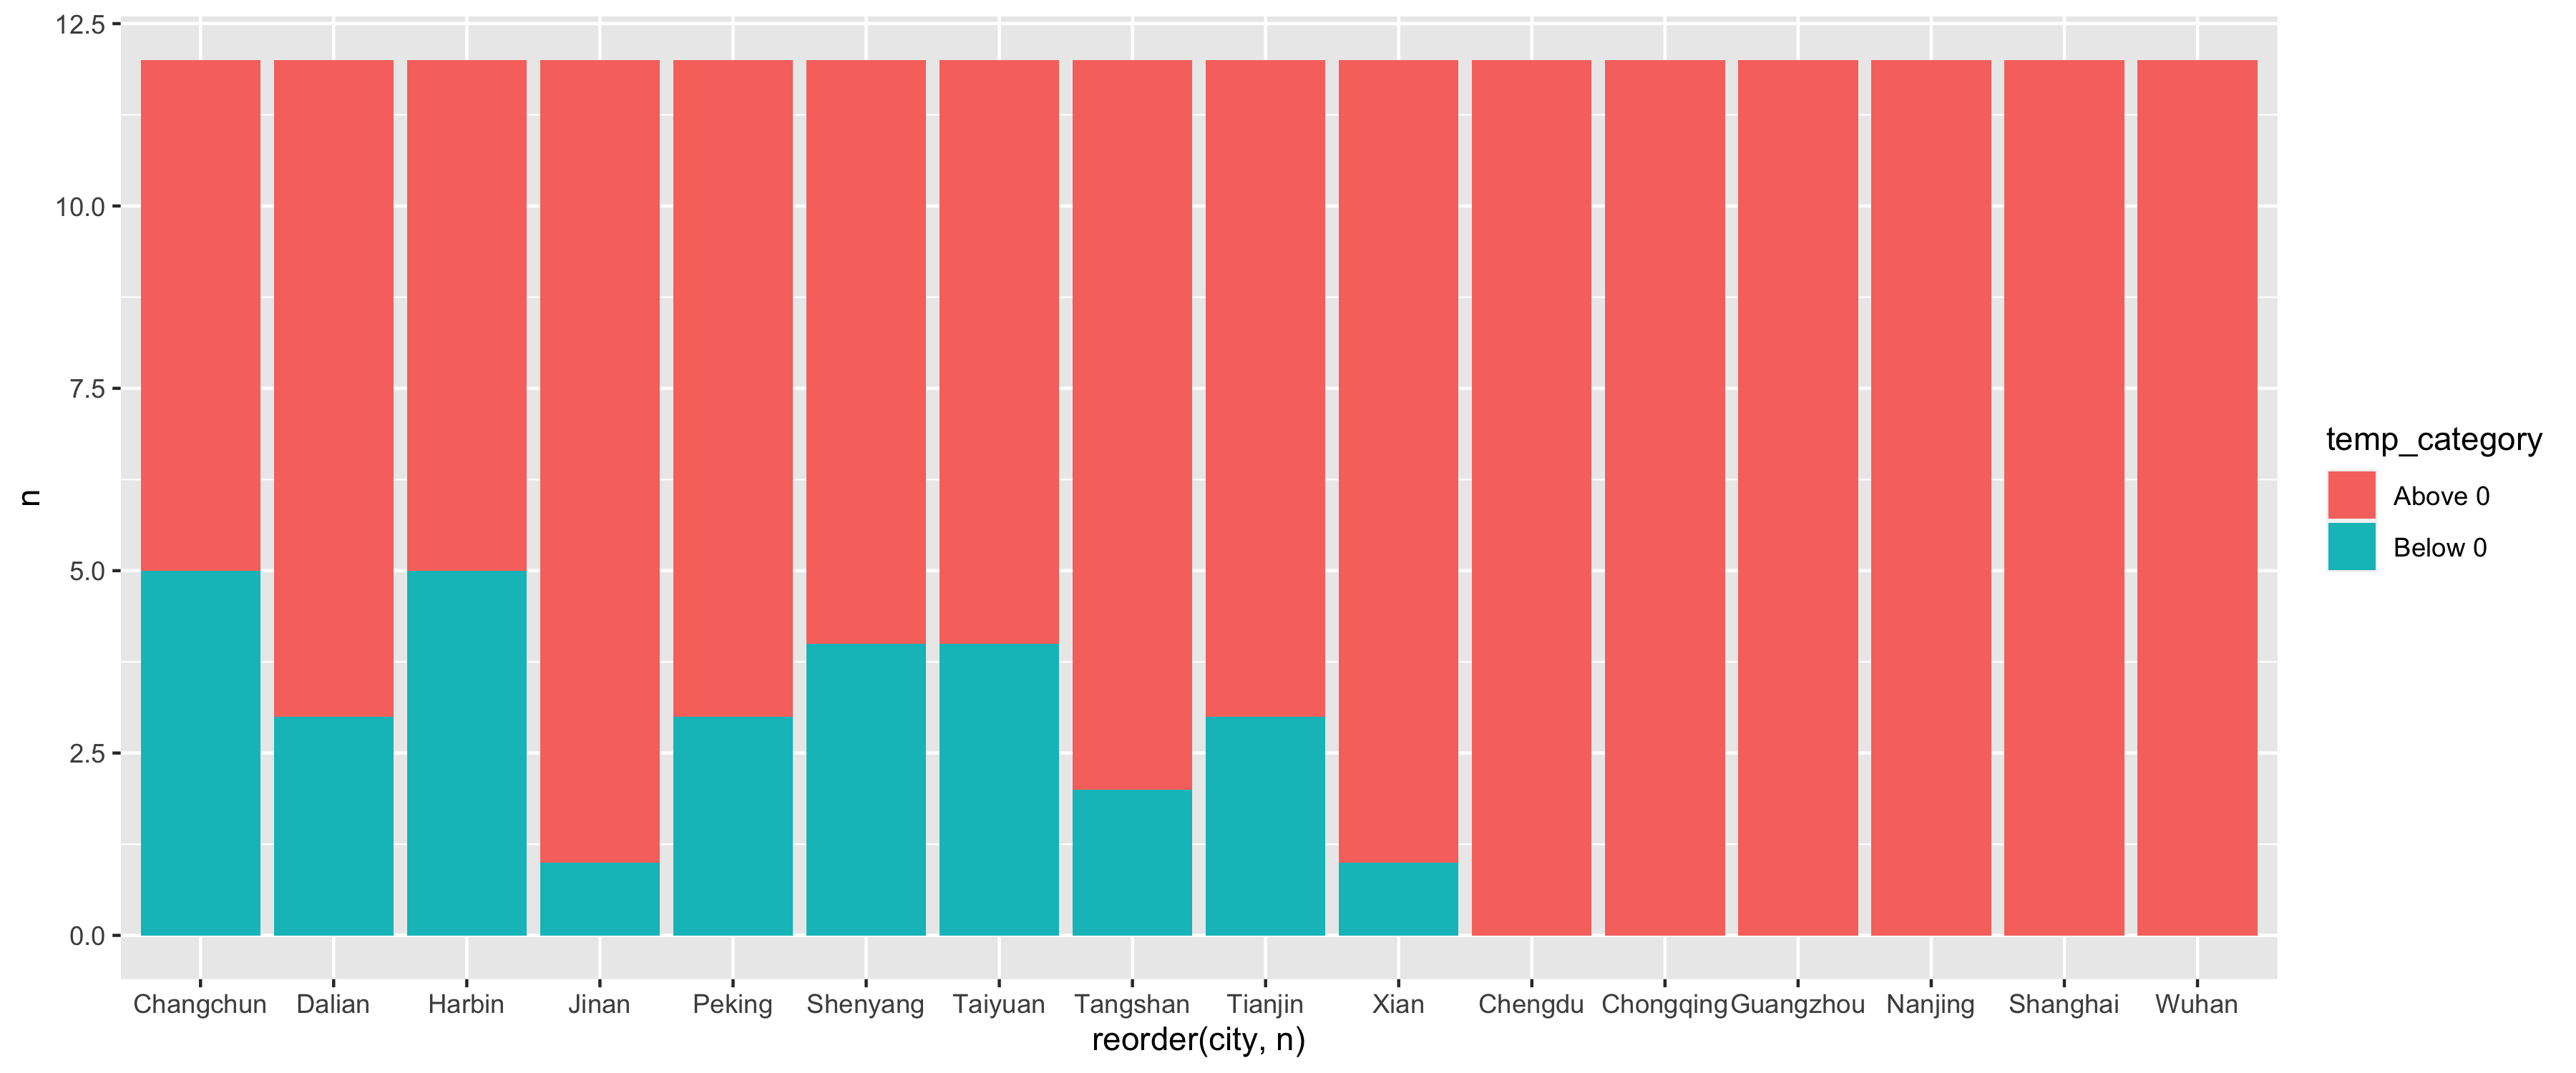 12.5
10.0
7.5
5.0
2.5
0.0
n
Changchun Dalian Harbin Jinan Peking Shenyang Taiyuan Tangshan Tianjin Xian Chengdu Chongqing Guangzhou Nanjing Shanghai Wuhan
reorder(city, n)
temp_category
Above 0
Below 0